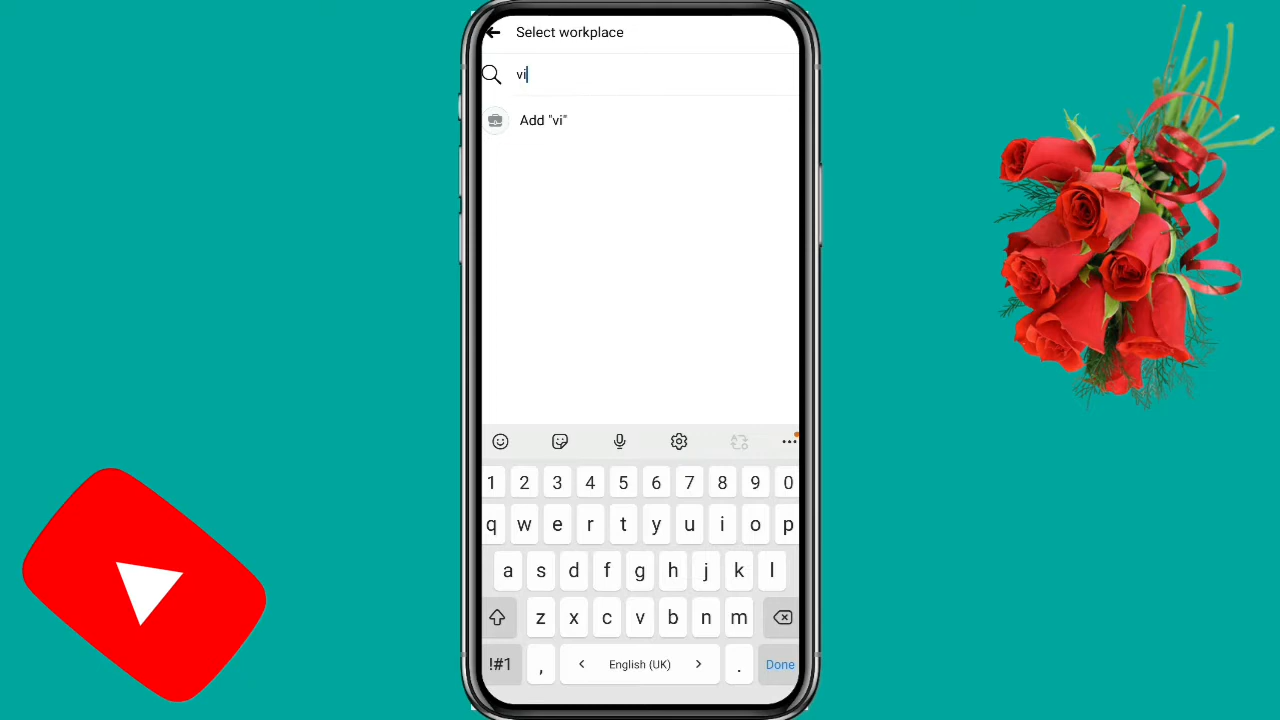 Select workplace
vi
Add "vi"
1 2 3 4 5 6 7 8 9 0
q w e r t y u i o p
a s d f g h j k l
z x c v b n m
!#1 , < English (UK) > . Done